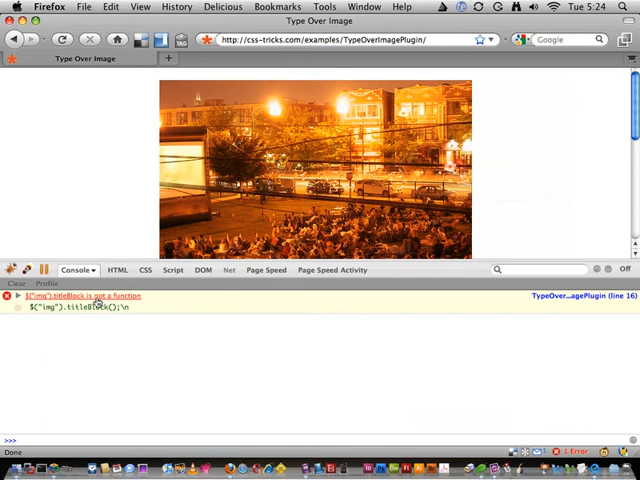 Firefox File Edit View History Delicious Bookmarks Tools Window Help Tue 5:24
Type Over Image
http://css-tricks.com/examples/TypeOverImagePlugin/
Google
TAG
Type Over Image
Console HTML CSS Script DOM Net Page Speed Page Speed Activity Off
Clear Profile
$("img").titleBlock is not a function TypeOver...agePlugin (line 16)
$("img").titleBlock();\n
>>>
Done 1 Error